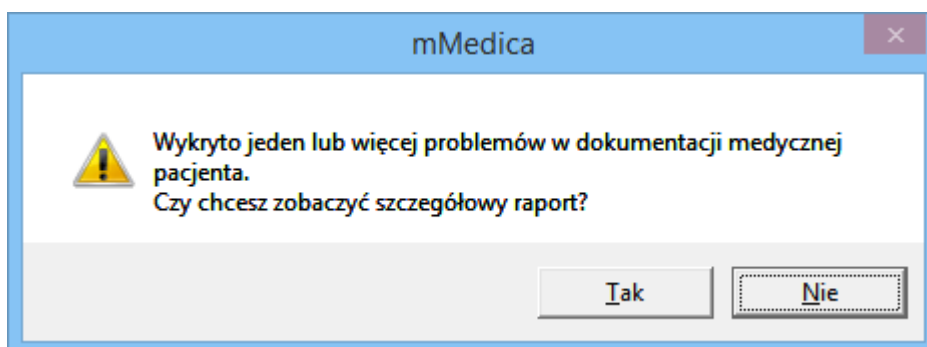 mMedica
Wykryto jeden lub więcej problemów w dokumentacji medycznej
pacjenta.
Czy chcesz zobaczyć szczegółowy raport?
Tak
Nie